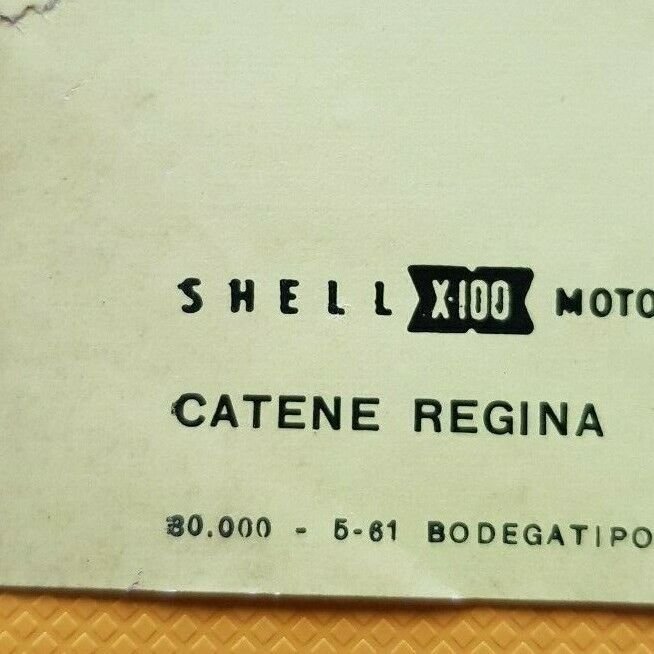 SHELL X-100 MOTO
CATENE REGINA
30.000 - 5-61 BODEGATIPO